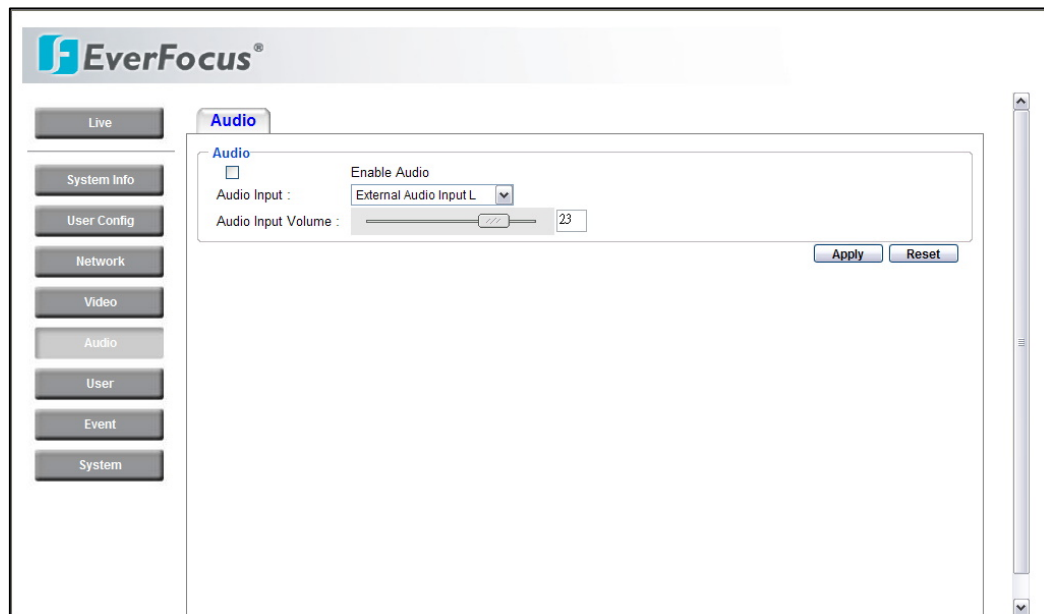 EverFocus®
Live
System Info
User Config
Network
Video
Audio
User
Event
System
Audio
Audio
Enable Audio
Audio Input : External Audio Input L
Audio Input Volume : 23
Apply Reset